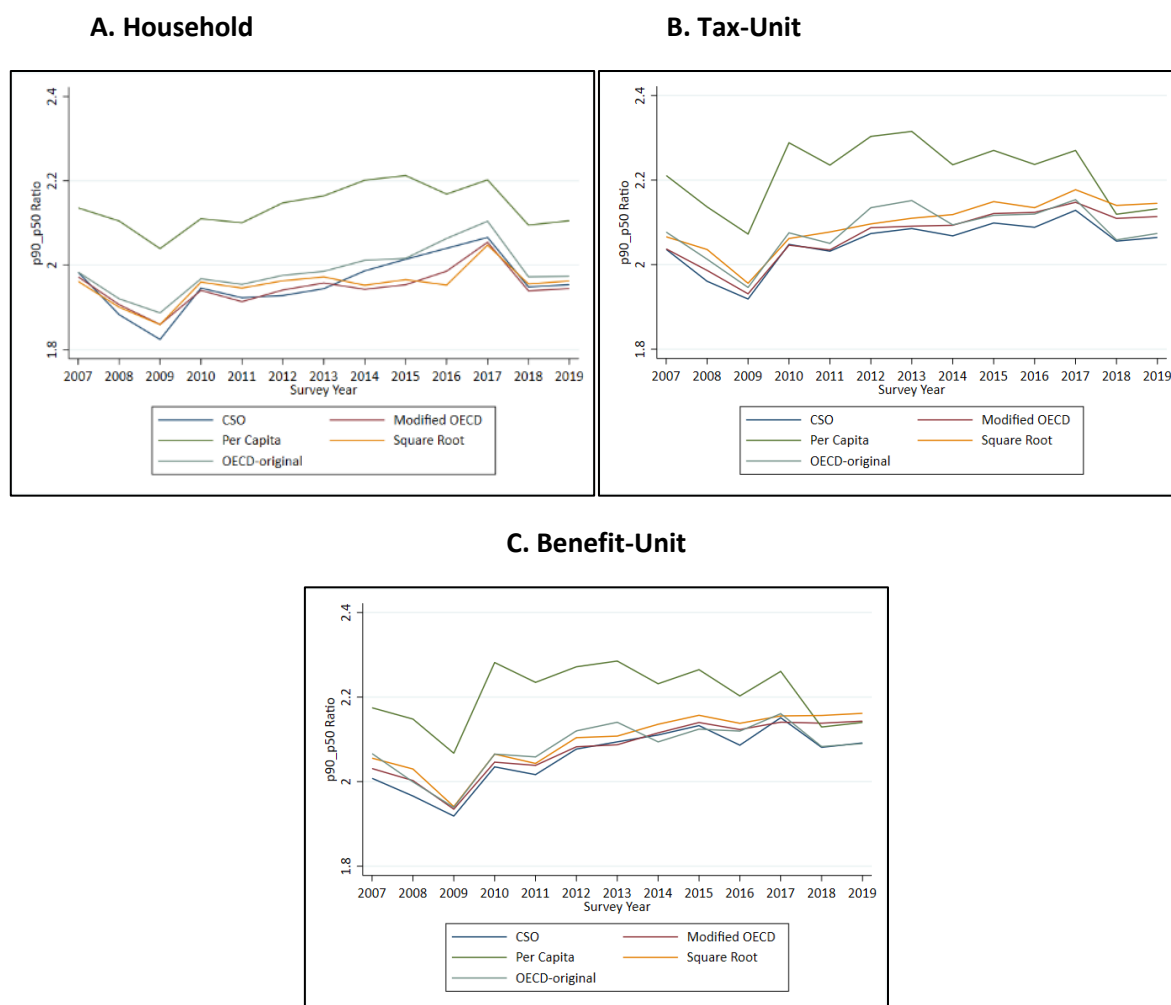 A. Household
B. Tax-Unit
p90_p50 Ratio
2.4
2.2
2
1.8
2007 2008 2009 2010 2011 2012 2013 2014 2015 2016 2017 2018 2019
Survey Year
CSO
Modified OECD
Per Capita
Square Root
OECD-original
p90_p50 Ratio
2.4
2.2
2
1.8
2007 2008 2009 2010 2011 2012 2013 2014 2015 2016 2017 2018 2019
Survey Year
CSO
Modified OECD
Per Capita
Square Root
OECD-original
C. Benefit-Unit
p90_p50 Ratio
2.4
2.2
2
1.8
2007 2008 2009 2010 2011 2012 2013 2014 2015 2016 2017 2018 2019
Survey Year
CSO
Modified OECD
Per Capita
Square Root
OECD-original